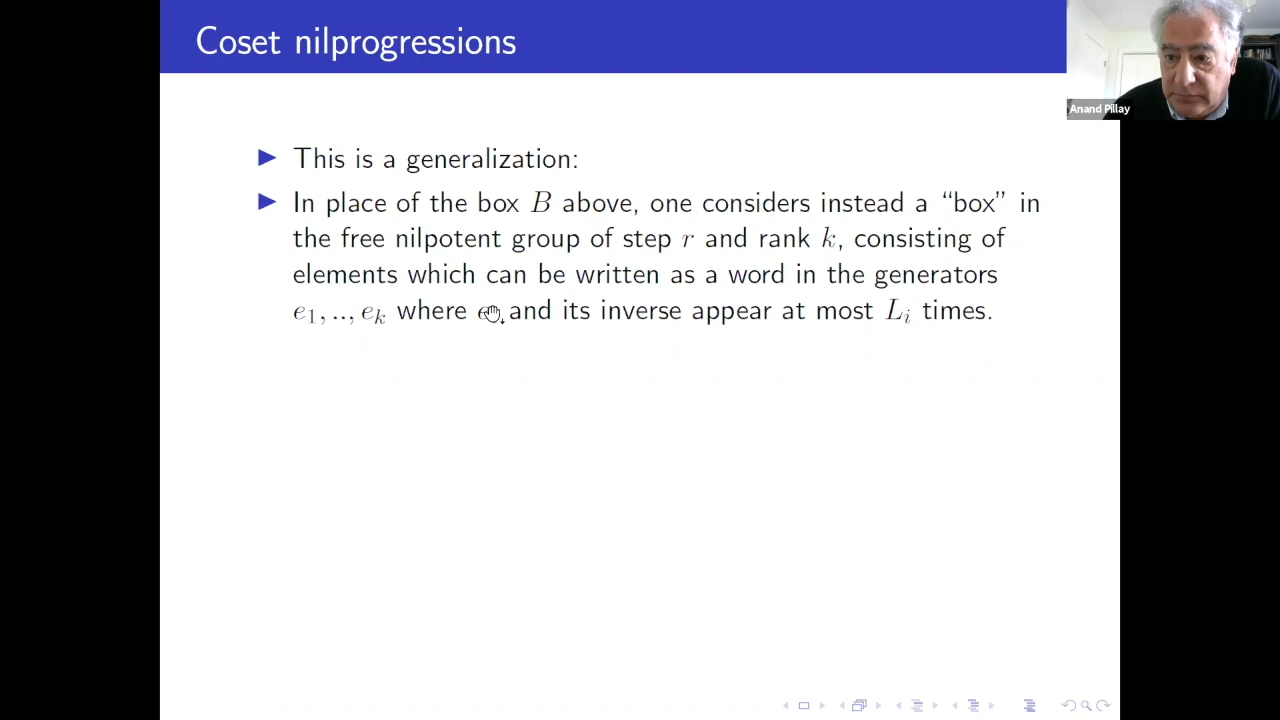 Coset nilprogressions
Anand Pillay
▶ This is a generalization:
▶ In place of the box B above, one considers instead a “box” in
the free nilpotent group of step r and rank k, consisting of
elements which can be written as a word in the generators
e₁, .., eₖ where and its inverse appear at most Lᵢ times.